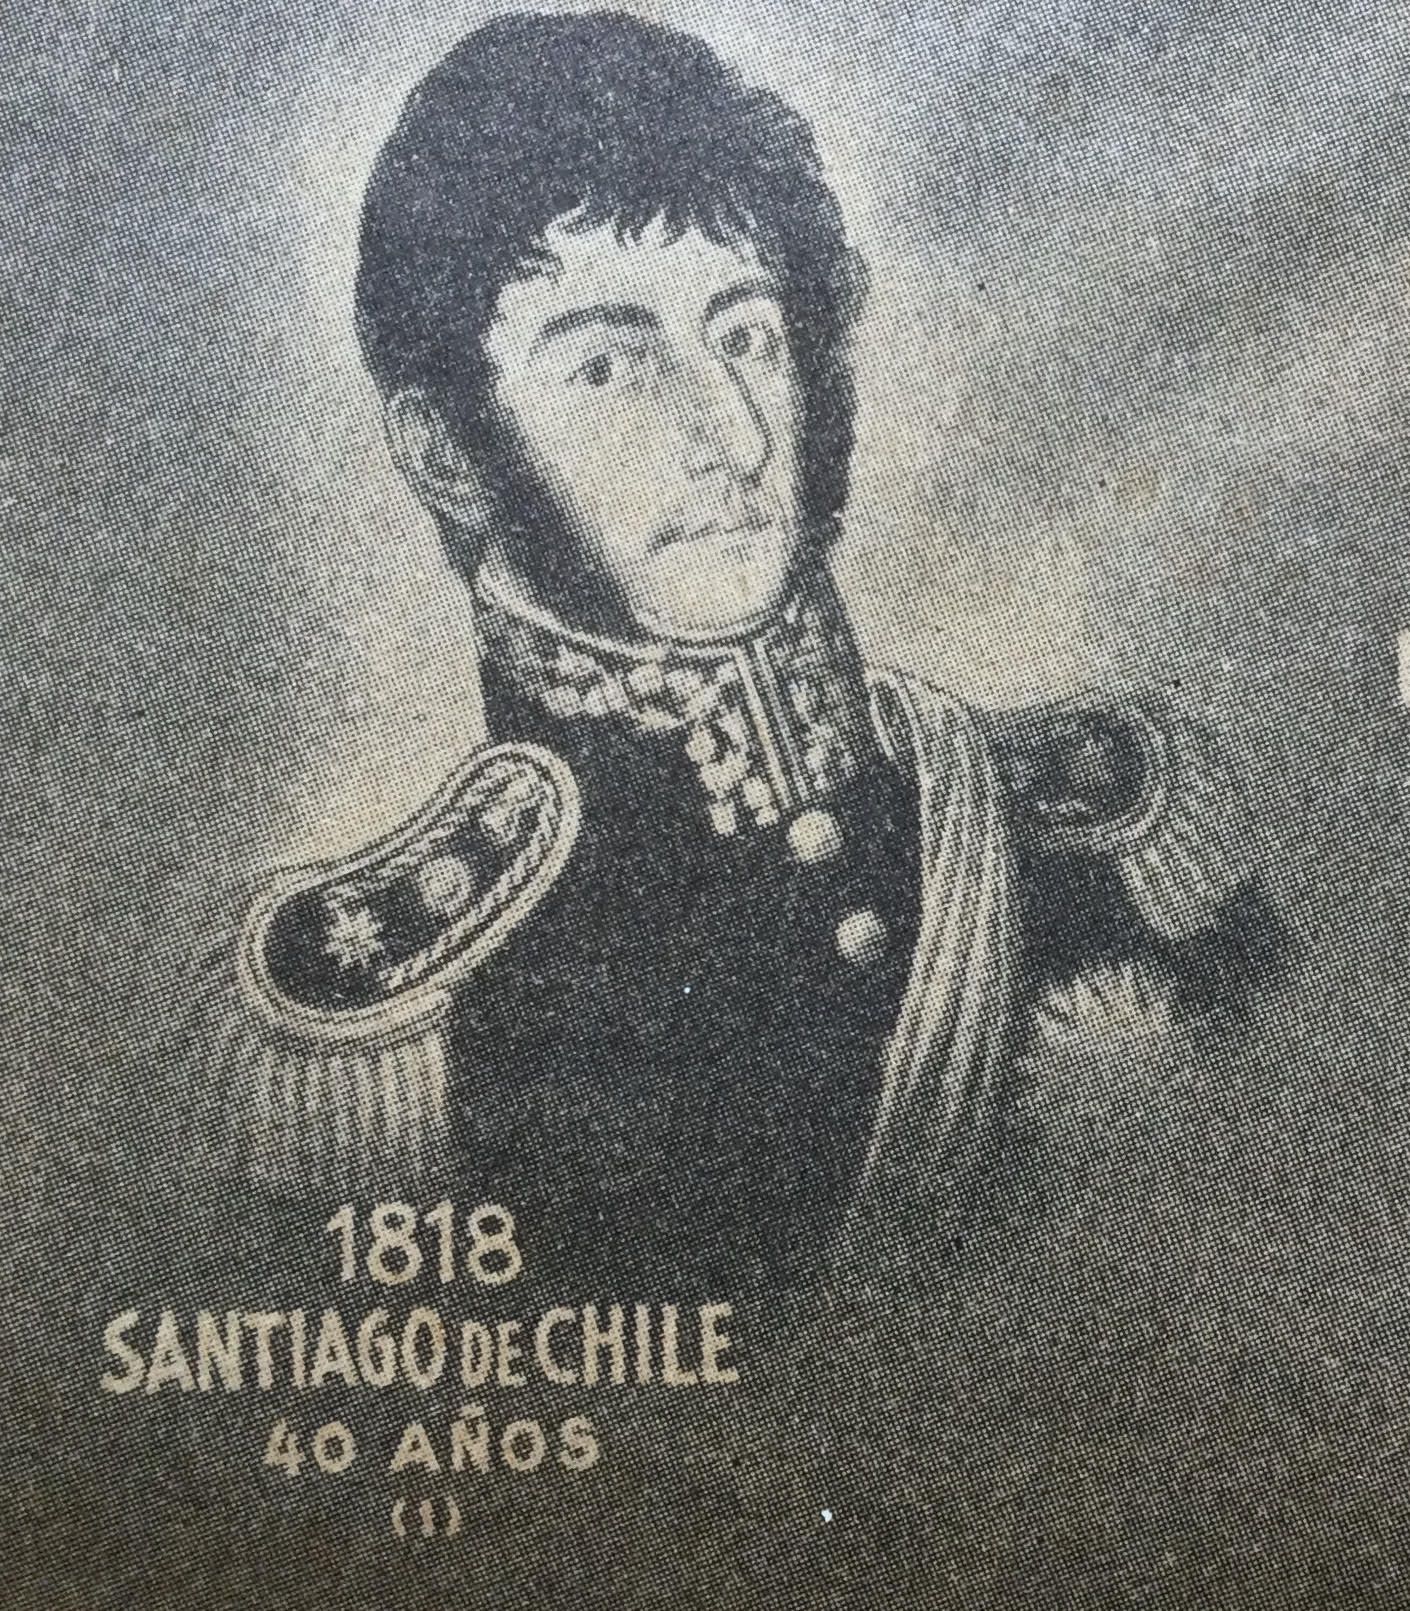 1818
SANTIAGO DE CHILE
40 AÑOS
(1)